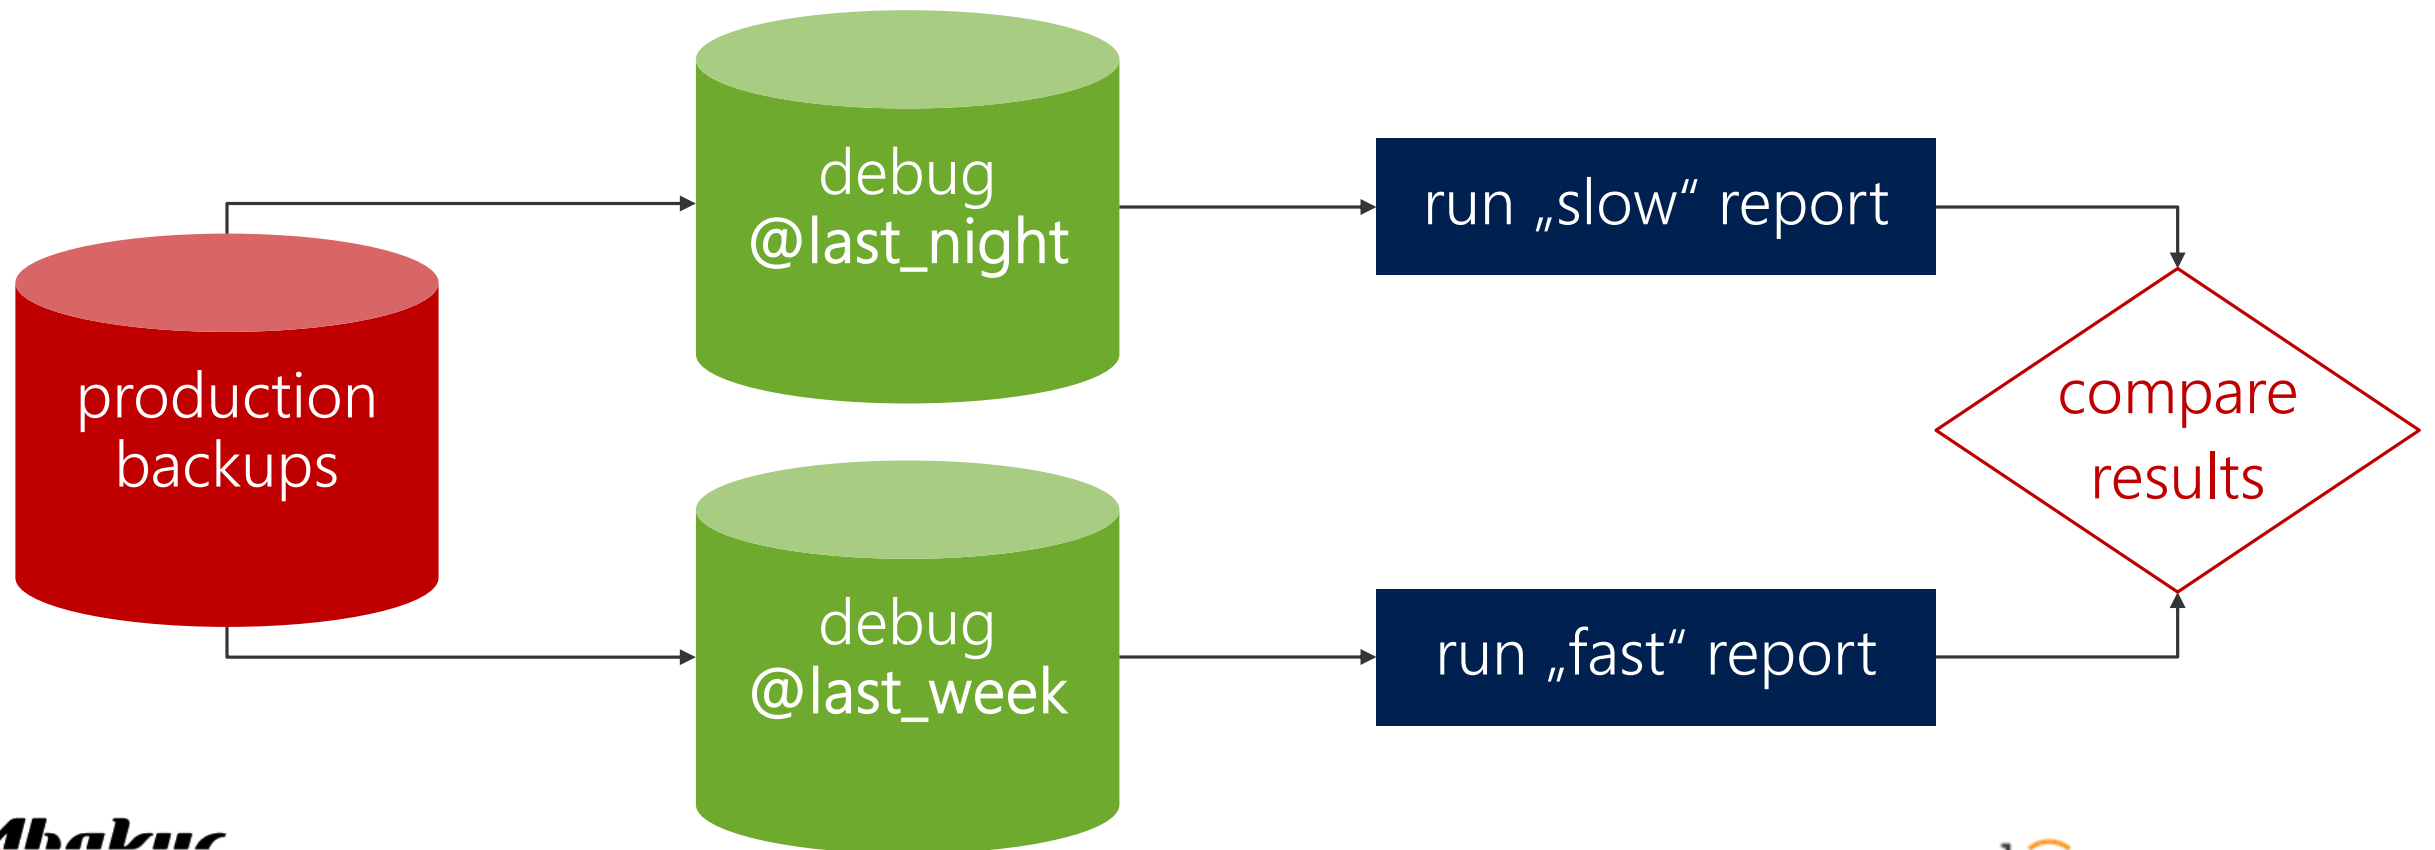 debug
@last_night
run „slow“ report
production
backups
compare
results
debug
@last_week
run „fast“ report